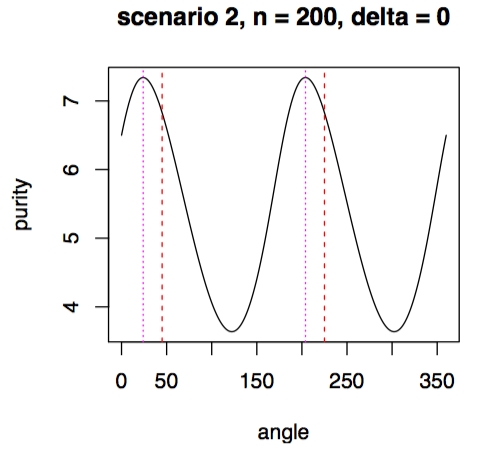 scenario 2, n = 200, delta = 0
purity
7
6
5
4
0 50 150 250 350
angle